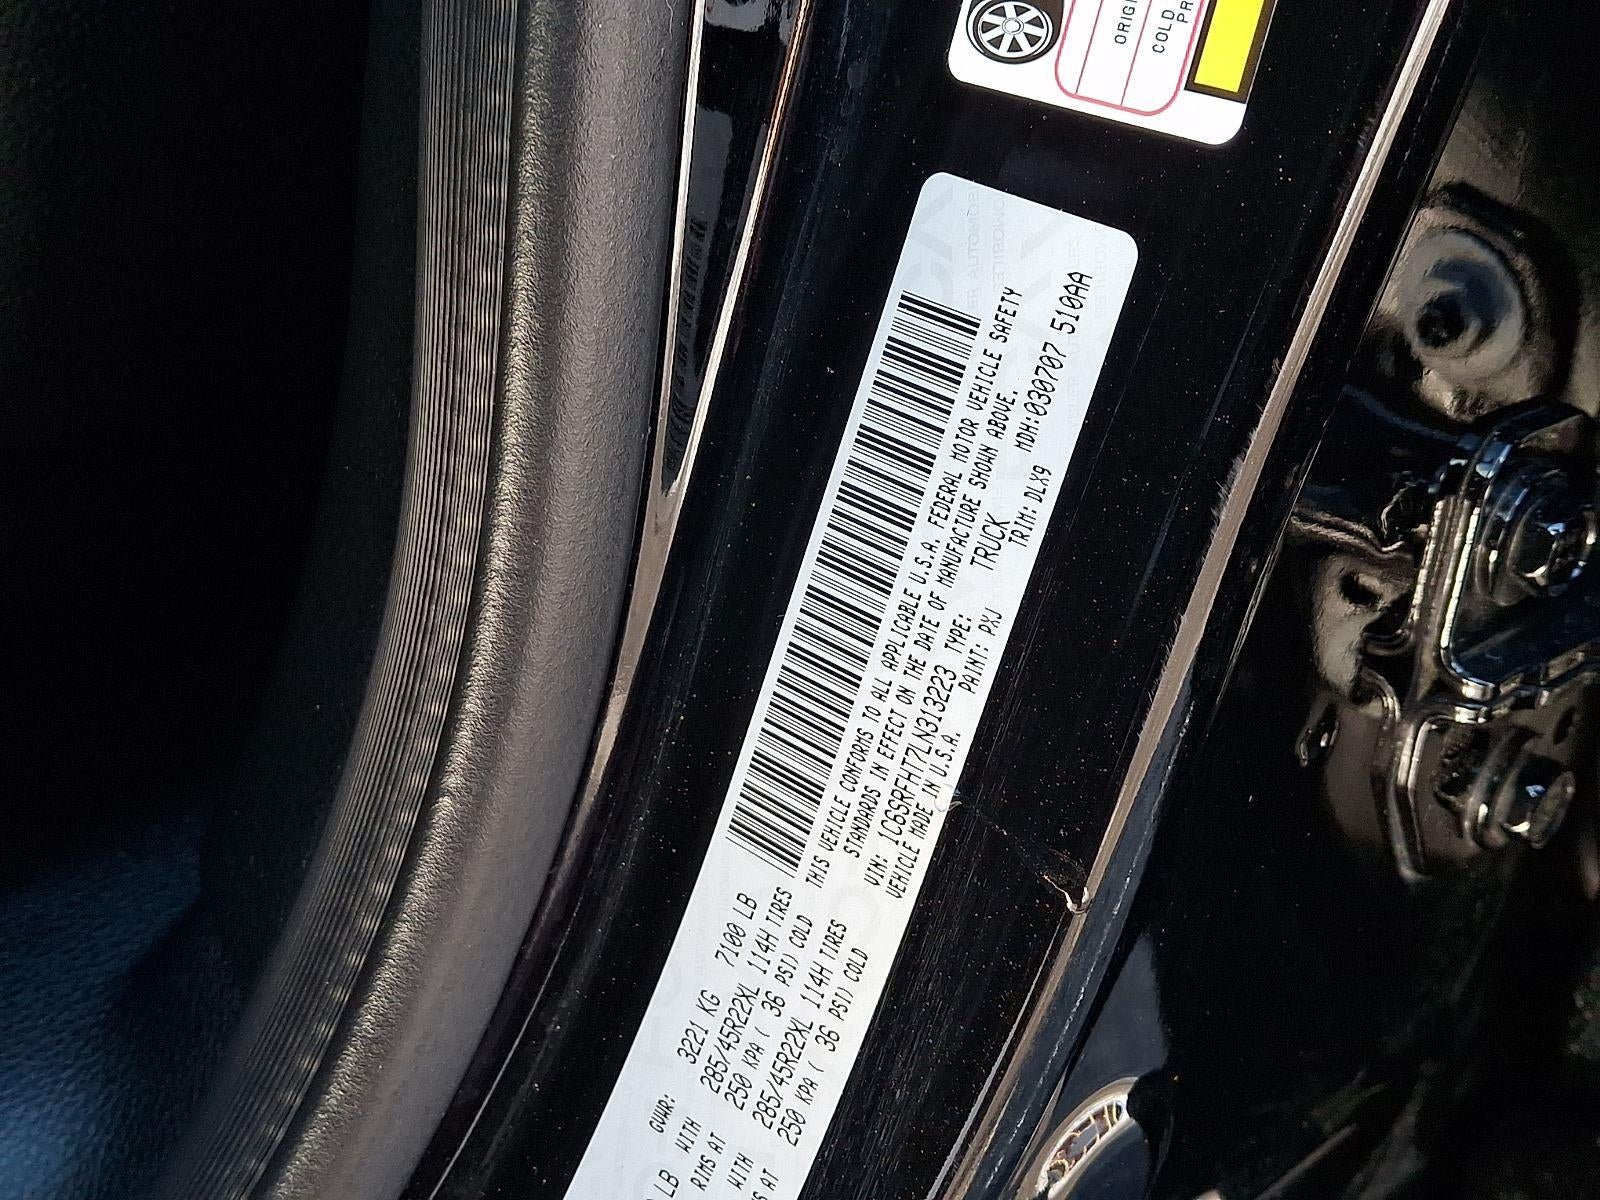 ORIGI
COLD
PR
GVWR: 3221 KG 7100 LB
LB WITH 285/45R22XL 114H TIRES
RIMS AT 250 KPA ( 36 PSI) COLD
WITH 285/45R22XL 114H TIRES
S AT 250 KPA ( 36 PSI) COLD
THIS VEHICLE CONFORMS TO ALL APPLICABLE U.S.A. FEDERAL MOTOR VEHICLE SAFETY
STANDARDS IN EFFECT ON THE DATE OF MANUFACTURE SHOWN ABOVE.
VIN: 1C6SRFHT7LN313223 TYPE: TRUCK MDH:030707 510AA
VEHICLE MADE IN U.S.A. PAINT: PXJ TRIM: DLX9